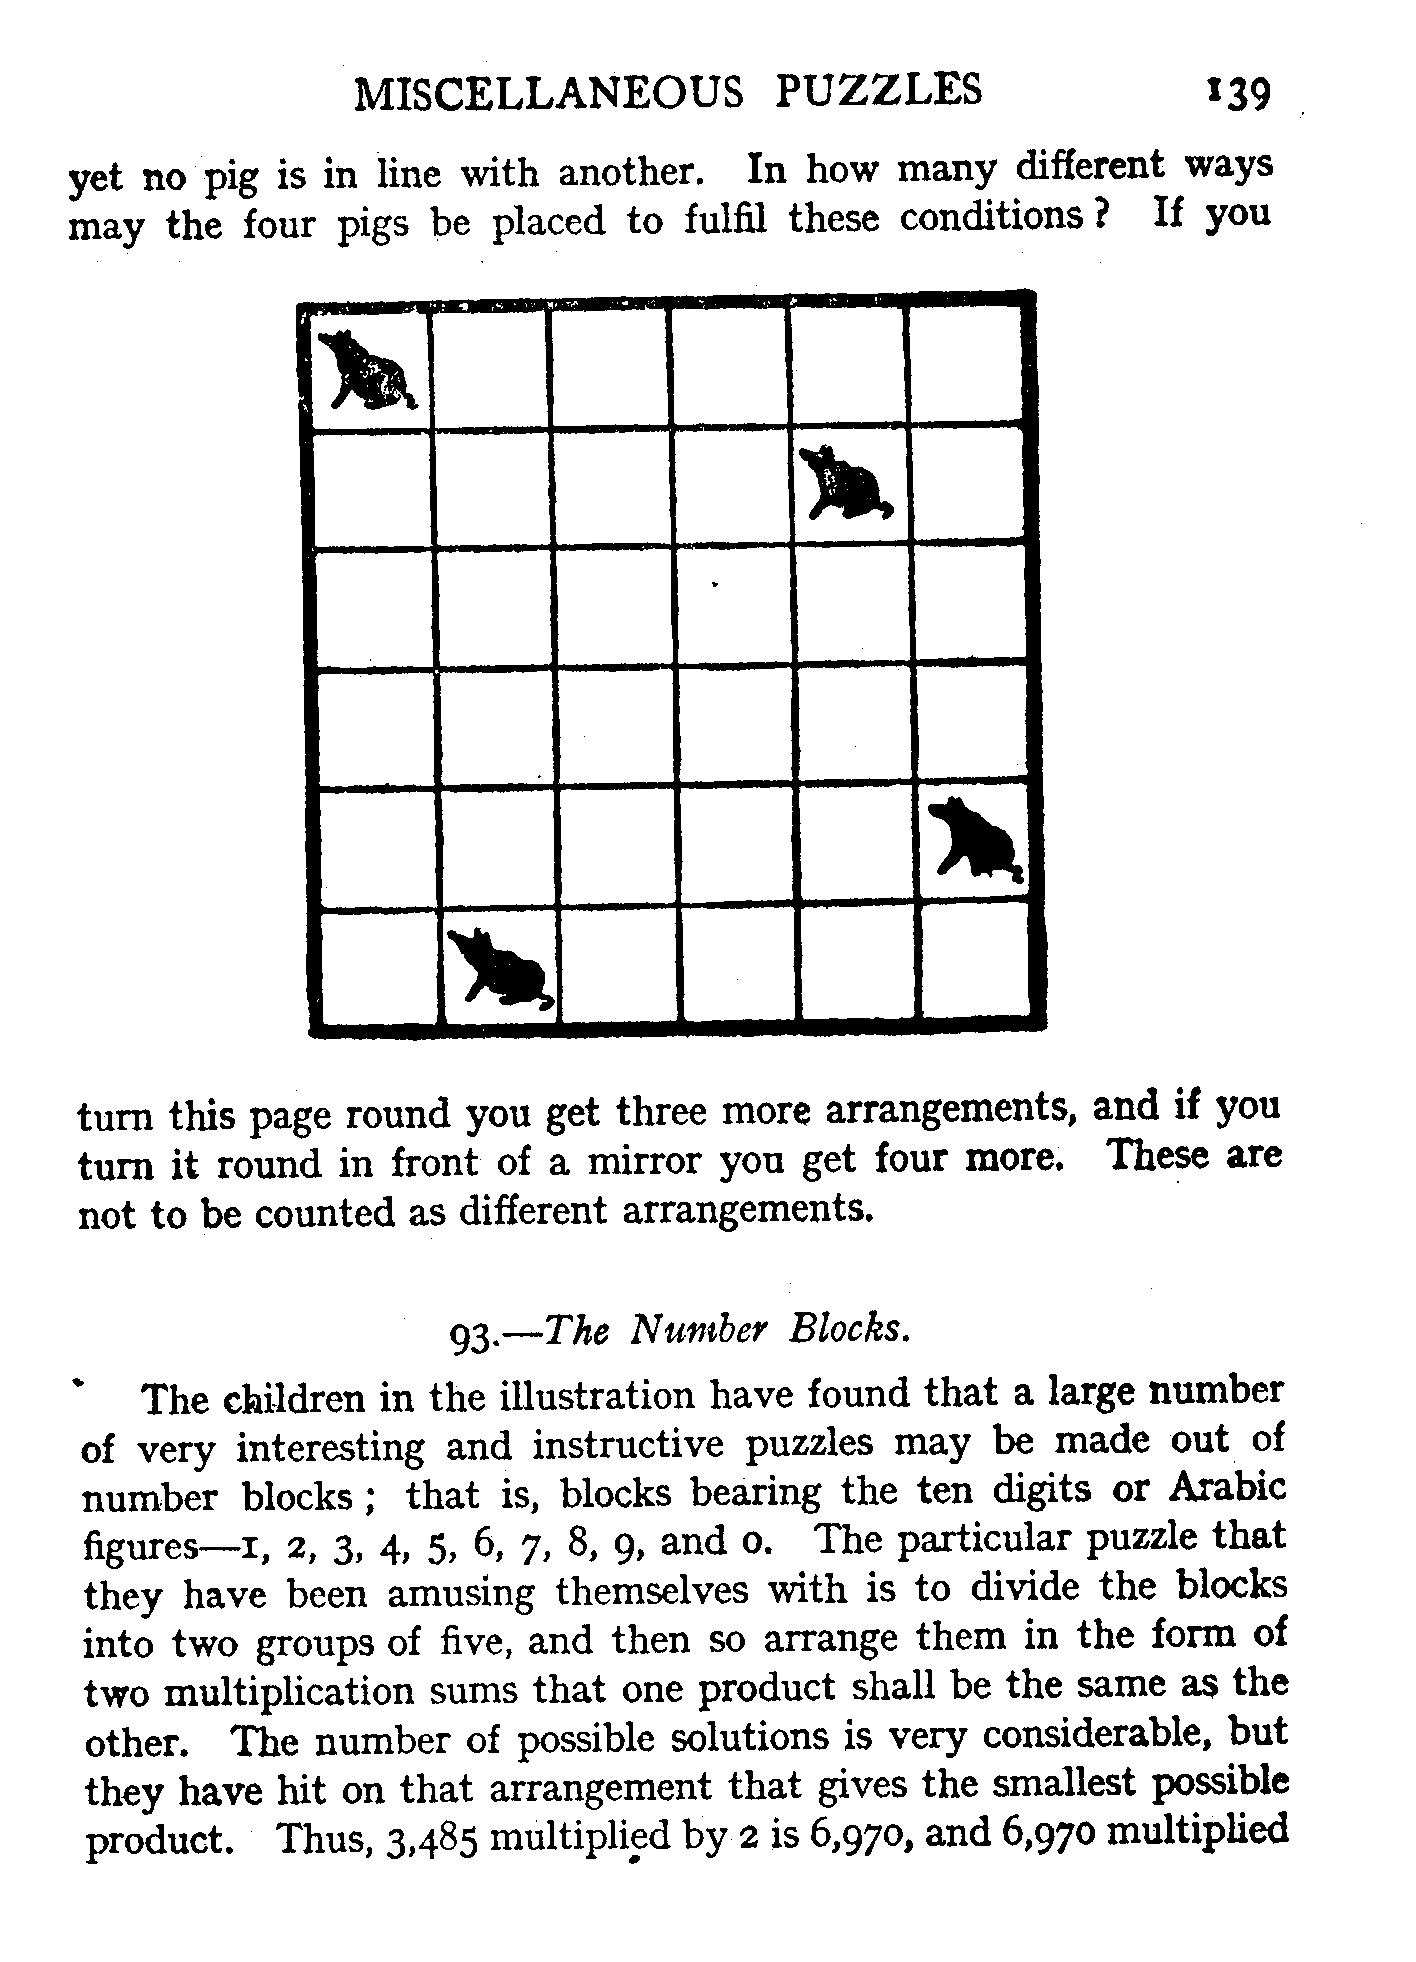 MISCELLANEOUS PUZZLES 139
yet no pig is in line with another. In how many different ways
may the four pigs be placed to fulfil these conditions? If you
turn this page round you get three more arrangements, and if you
turn it round in front of a mirror you get four more. These are
not to be counted as different arrangements.
93.—The Number Blocks.
The children in the illustration have found that a large number
of very interesting and instructive puzzles may be made out of
number blocks; that is, blocks bearing the ten digits or Arabic
figures—1, 2, 3, 4, 5, 6, 7, 8, 9, and 0. The particular puzzle that
they have been amusing themselves with is to divide the blocks
into two groups of five, and then so arrange them in the form of
two multiplication sums that one product shall be the same as the
other. The number of possible solutions is very considerable, but
they have hit on that arrangement that gives the smallest possible
product. Thus, 3,485 multiplied by 2 is 6,970, and 6,970 multiplied